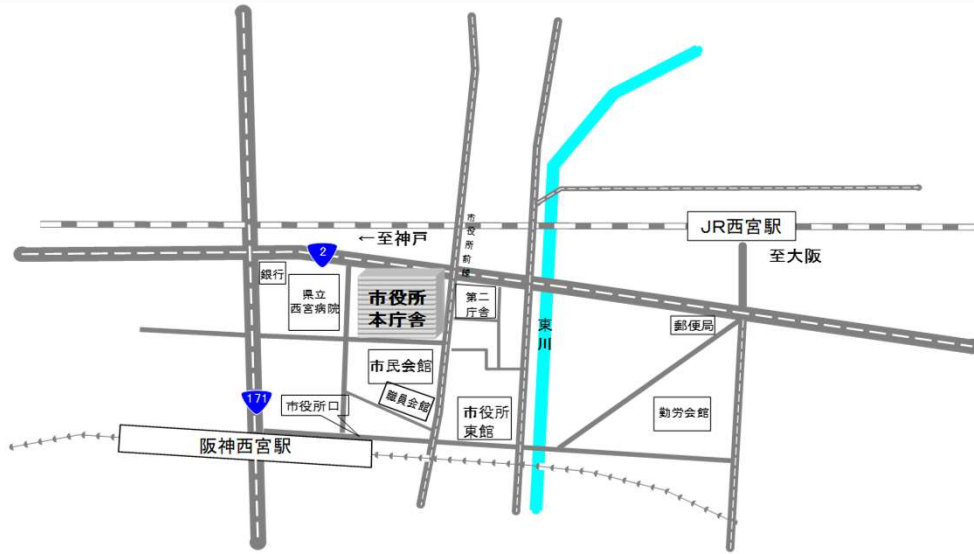 市役所前線
JR西宮駅
←至神戸
2
至大阪
銀行
県立
西宮病院
市役所
本庁舎
第二
庁舎
東川
郵便局
市民会館
171
職員会館
市役所口
市役所
東館
勤労会館
阪神西宮駅